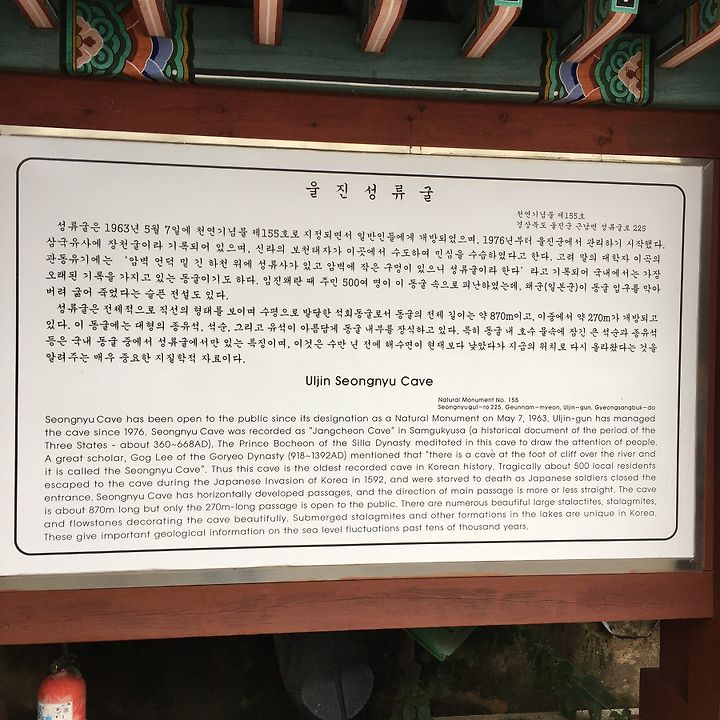 울진성류굴
천연기념물 제155호
경상북도 울진군 근남면 성류굴로 225
성류굴은 1963년 5월 7일에 천연기념물 제155호로 지정되면서 일반인들에게 개방되었으며, 1976년부터 울진군에서 관리하기 시작했다.
삼국유사에 장천굴이라 기록되어 있으며, 신라의 보천태자가 이곳에서 수도하여 민심을 수습하였다고 한다. 고려 말의 대학자 이곡의
관동유기에는 '암벽 언덕 밑 긴 하천 위에 성류사가 있고 암벽에 작은 구멍이 있으니 성류굴이라 한다' 라고 기록되어 국내에서는 가장
오래된 기록을 가지고 있는 동굴이기도 하다. 임진왜란 때 주민 500여 명이 이 동굴 속으로 피난하였는데, 왜군(일본군)이 동굴 입구를 막아
버려 굶어 죽었다는 슬픈 전설도 있다.
성류굴은 전체적으로 직선의 형태를 보이며 수평으로 발달한 석회동굴로서 동굴의 전체 길이는 약 870m이고, 이중에서 약 270m가 개방되고
있다. 이 동굴에는 대형의 종유석, 석순, 그리고 유석이 아름답게 동굴 내부를 장식하고 있다. 특히 동굴 내 호수 물속에 잠긴 큰 석순과 종유석
등은 국내 동굴 중에서 성류굴에서만 있는 특징이며, 이것은 수만 년 전에 해수면이 현재보다 낮았다가 지금의 위치로 다시 올라왔다는 것을
알려주는 매우 중요한 지질학적 자료이다.
Uljin Seongnyu Cave
Natural Monument No. 155
Seongnyugul-ro 225, Geunnam-myeon, Uljin-gun, Gyeongsangbuk-do
Seongnyu Cave has been open to the public since its designation as a Natural Monument on May 7, 1963. Uljin-gun has managed
the cave since 1976. Seongnyu Cave was recorded as "Jangcheon Cave" in Samgukyusa (a historical document of the period of the
Three States - about 360~668AD). The Prince Bocheon of the Silla Dynasty meditated in this cave to draw the attention of people.
A great scholar, Gog Lee of the Goryeo Dynasty (918~1392AD) mentioned that "there is a cave at the foot of cliff over the river and
it is called the Seongnyu Cave". Thus this cave is the oldest recorded cave in Korean history. Tragically about 500 local residents
escaped to the cave during the Japanese Invasion of Korea in 1592, and were starved to death as Japanese soldiers closed the
entrance. Seongnyu Cave has horizontally developed passages, and the direction of main passage is more or less straight. The cave
is about 870m long but only the 270m-long passage is open to the public. There are numerous beautiful large stalactites, stalagmites,
and flowstones decorating the cave beautifully. Submerged stalagmites and other formations in the lakes are unique in Korea.
These give important geological information on the sea level fluctuations past tens of thousand years.